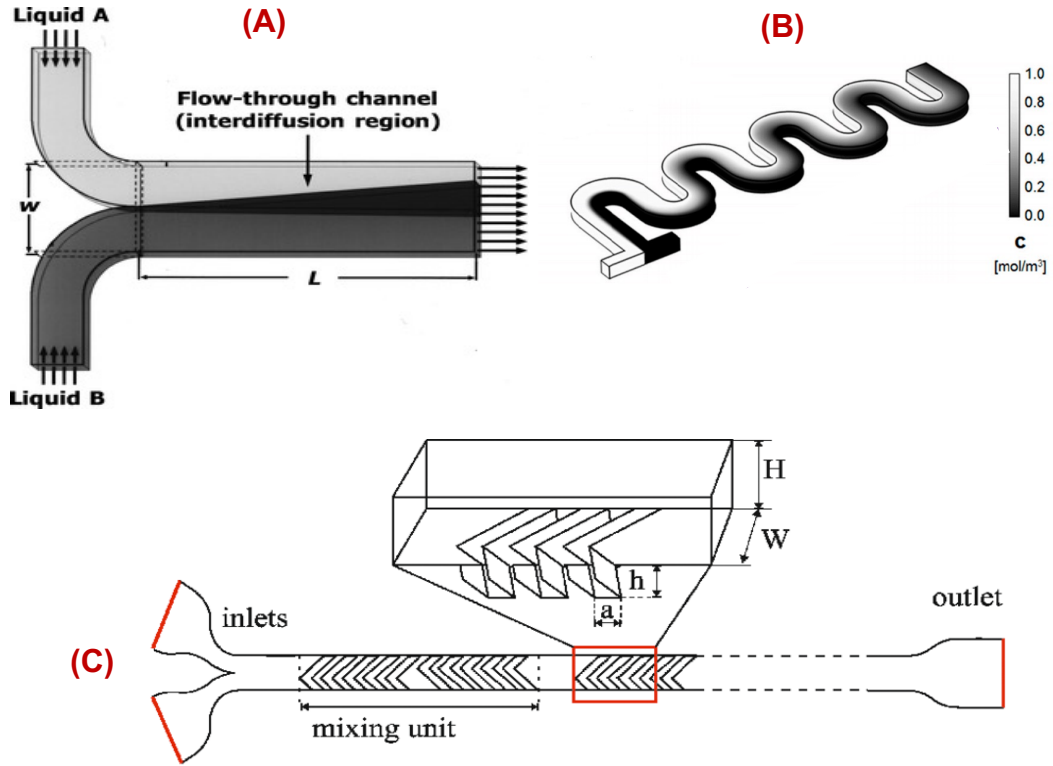 Liquid A
(A)
Flow-through channel
(interdiffusion region)
w
L
Liquid B
(B)
1.0
0.8
0.6
0.4
0.2
0.0
c
[mol/m³]
H
W
h
a
inlets
outlet
(C)
mixing unit